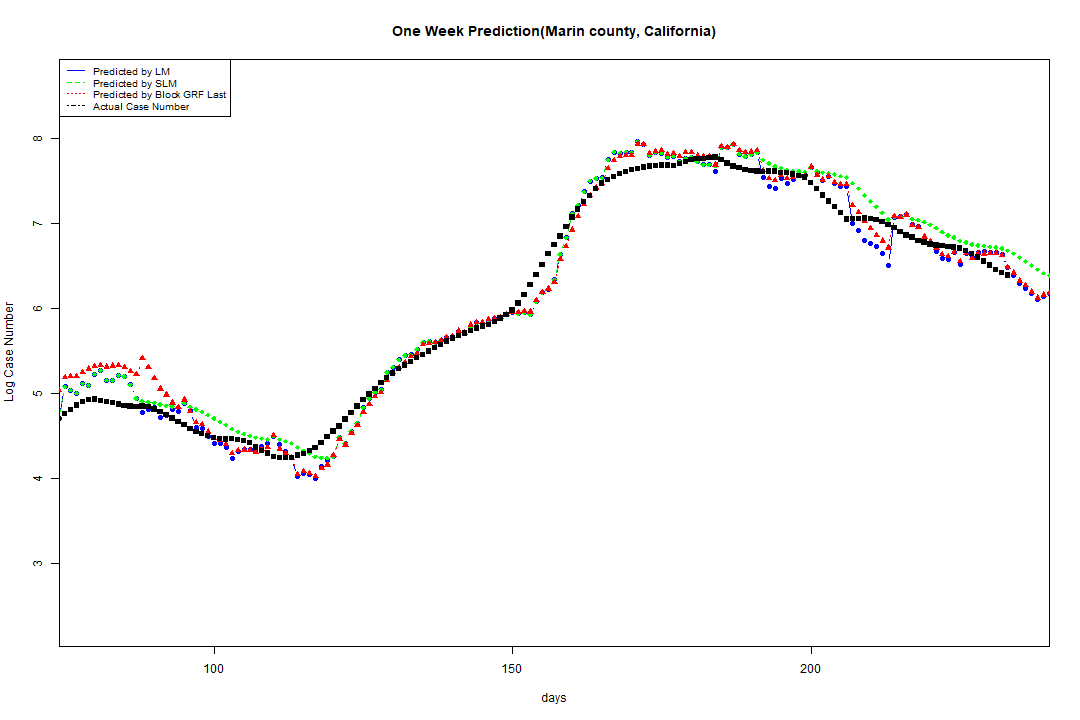 One Week Prediction(Marin county, California)
Predicted by LM
Predicted by SLM
Predicted by Block GRF Last
Actual Case Number
8
7
6
5
4
3
Log Case Number
100 150 200
days